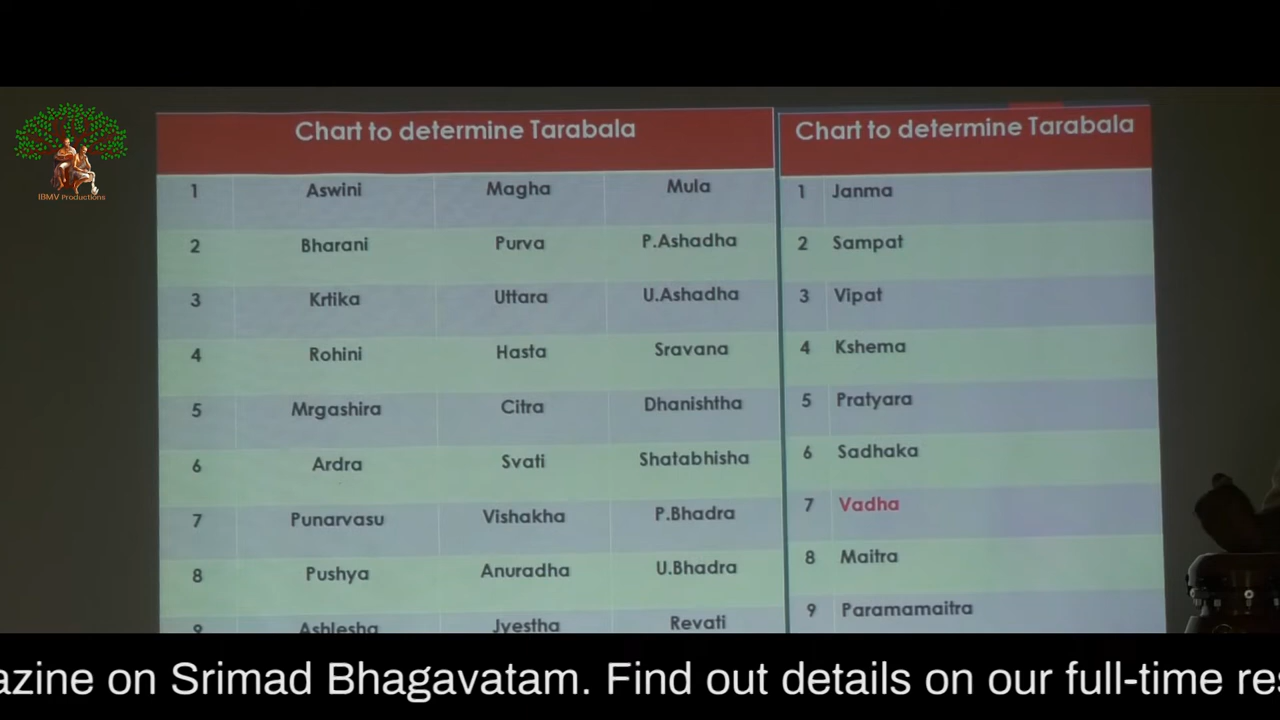 IBMV Productions
Chart to determine Tarabala
1 Aswini Magha Mula
2 Bharani Purva P.Ashadha
3 Krtika Uttara U.Ashadha
4 Rohini Hasta Sravana
5 Mrgashira Citra Dhanishtha
6 Ardra Svati Shatabhisha
7 Punarvasu Vishakha P.Bhadra
8 Pushya Anuradha U.Bhadra
9 Ashlesha Jyestha Revati
Chart to determine Tarabala
1 Janma
2 Sampat
3 Vipat
4 Kshema
5 Pratyara
6 Sadhaka
7 Vadha
8 Maitra
9 Paramamaitra
azine on Srimad Bhagavatam. Find out details on our full-time res